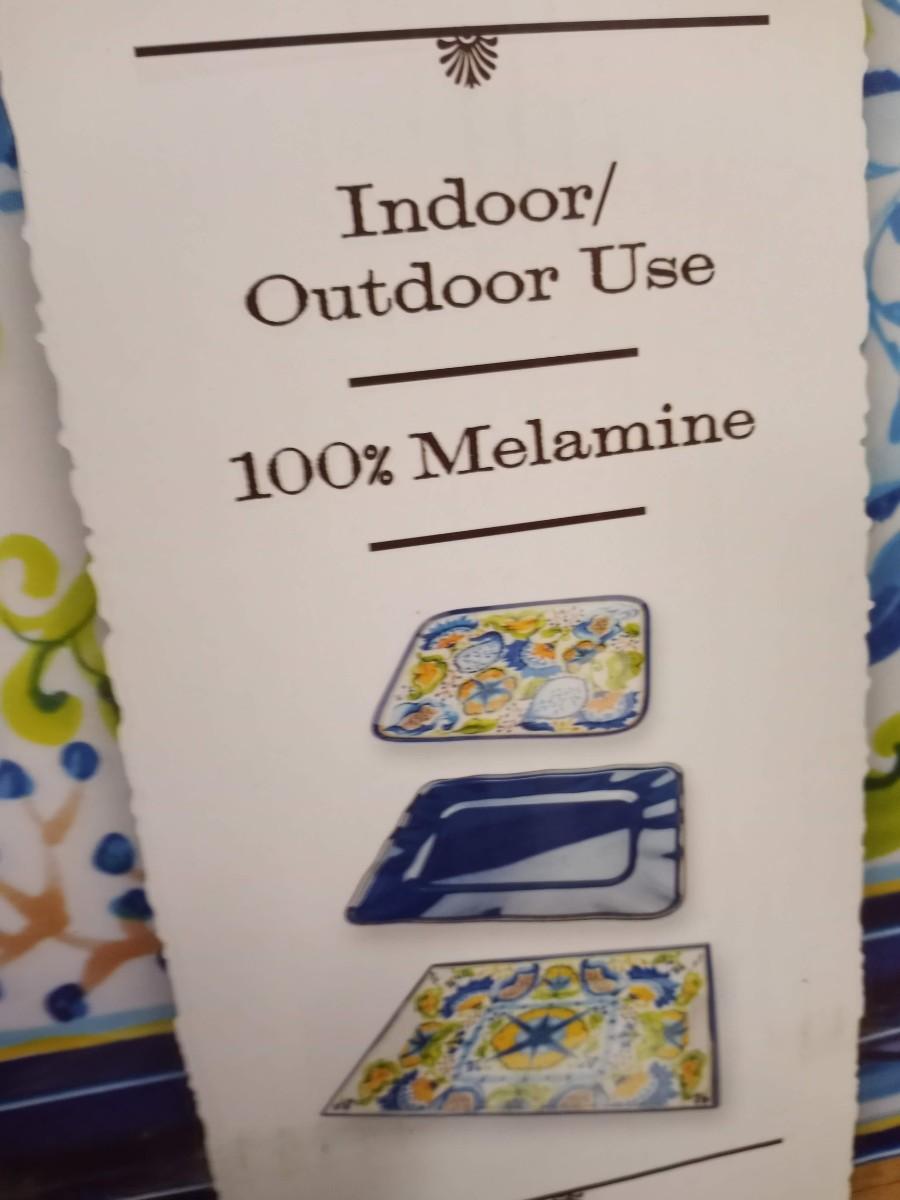 Indoor/
Outdoor Use
100% Melamine